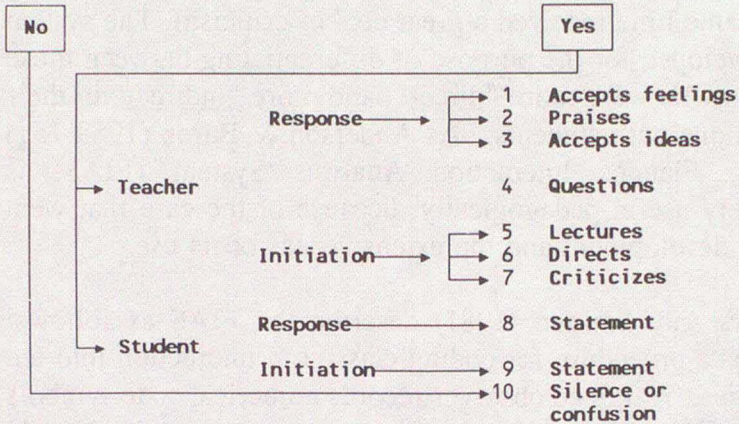 No Yes
1 Accepts feelings
Response 2 Praises
3 Accepts ideas
Teacher 4 Questions
5 Lectures
Initiation 6 Directs
7 Criticizes
Response 8 Statement
Student
Initiation 9 Statement
10 Silence or
confusion